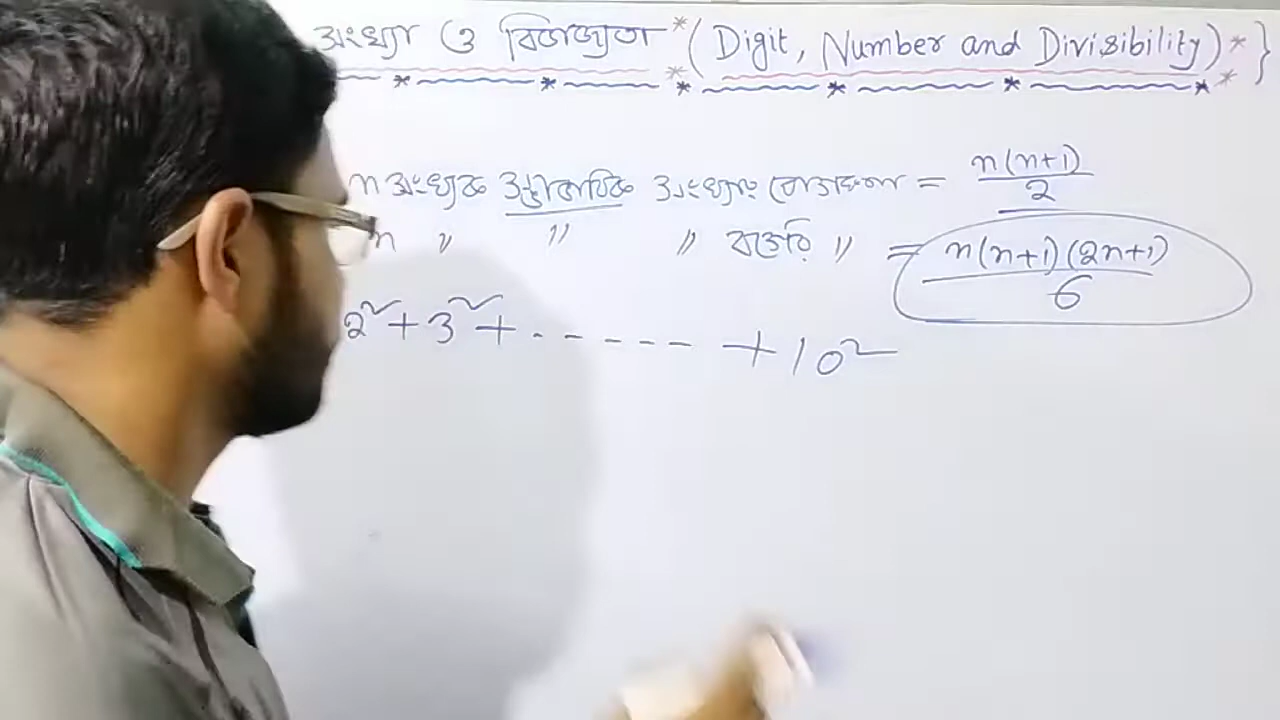 সংখ্যা ও বিভাজ্যতা * ( Digit, Number and Divisibility) * }
n সংখ্যক স্বাভাবিক সংখ্যার যোগফল = n(n+1)/2
n " " " বর্গের " = n(n+1)(2n+1)/6
2² + 3² + ------ + 10²